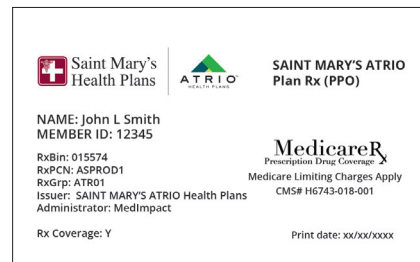 Saint Mary's
Health Plans
ATRIO
HEALTH PLANS
SAINT MARY'S ATRIO
Plan Rx (PPO)
NAME: John L Smith
MEMBER ID: 12345
RxBin: 015574
RxPCN: ASPROD1
RxGrp: ATR01
Issuer: SAINT MARY'S ATRIO Health Plans
Administrator: MedImpact
Rx Coverage: Y
MedicareRx
Prescription Drug Coverage
Medicare Limiting Charges Apply
CMS# H6743-018-001
Print date: xx/xx/xxxx